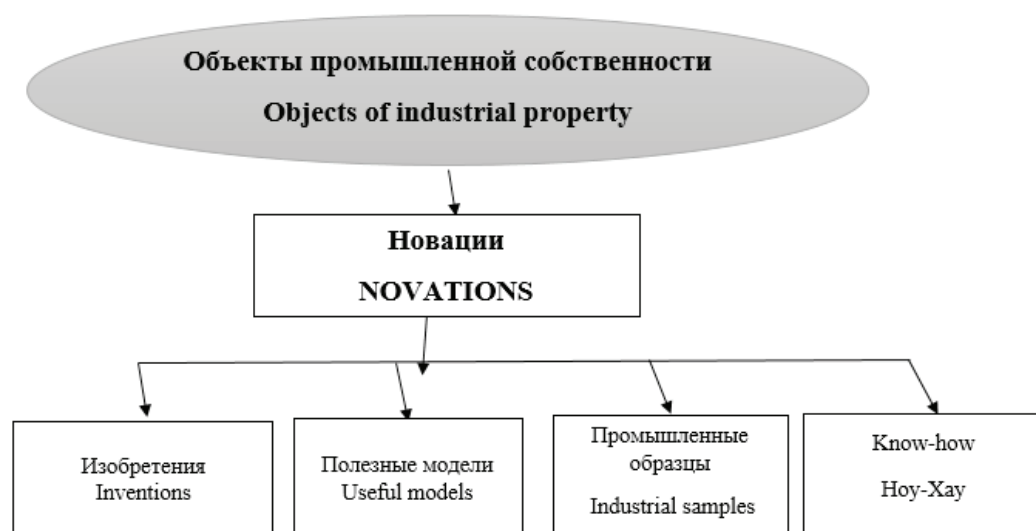 Объекты промышленной собственности
Objects of industrial property
Новации
NOVATIONS
Изобретения
Inventions
Полезные модели
Useful models
Промышленные
образцы
Industrial samples
Know-how
Ноу-Хау